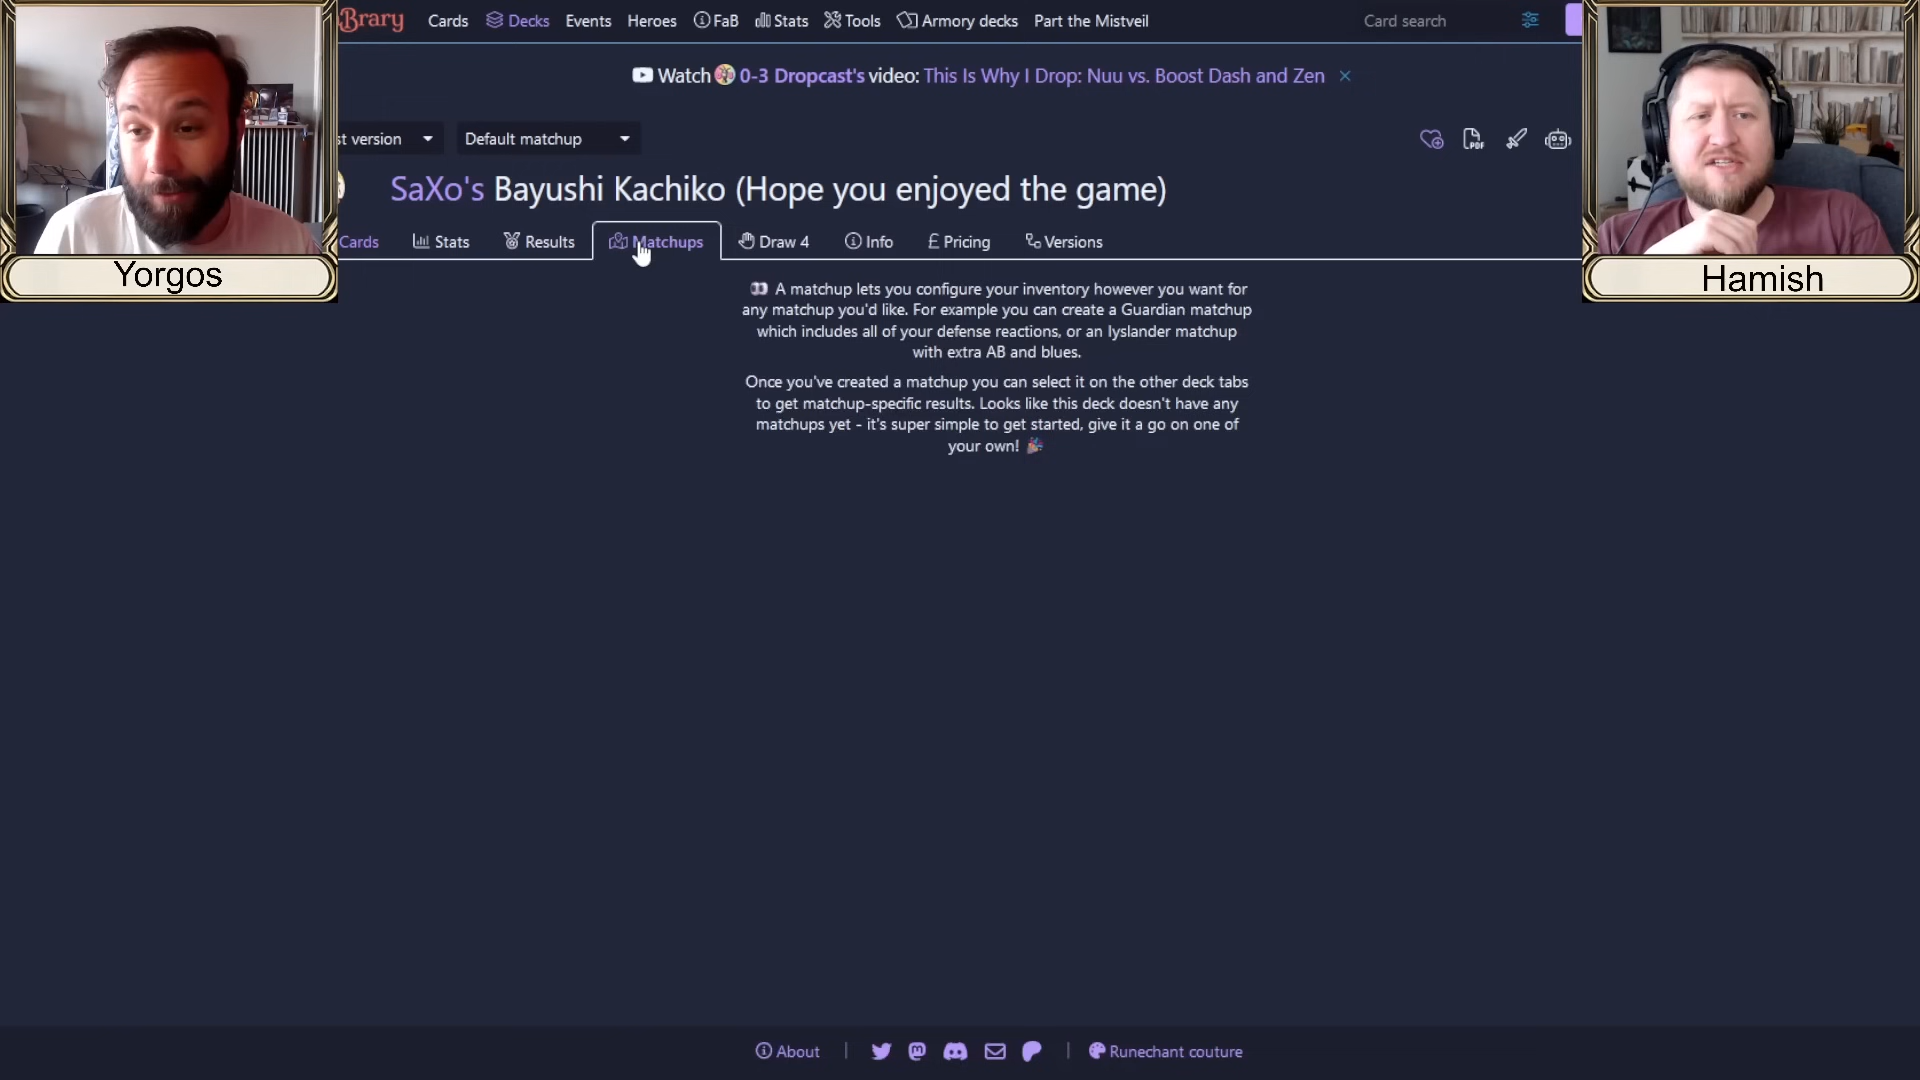 Brary Cards Decks Events Heroes FaB Stats Tools Armory decks Part the Mistveil Card search
Watch 0-3 Dropcast's video: This Is Why I Drop: Nuu vs. Boost Dash and Zen
st version Default matchup
PDF
SaXo's Bayushi Kachiko (Hope you enjoyed the game)
Cards Stats Results Matchups Draw 4 Info £ Pricing Versions
Yorgos
Hamish
A matchup lets you configure your inventory however you want for
any matchup you'd like. For example you can create a Guardian matchup
which includes all of your defense reactions, or an Iyslander matchup
with extra AB and blues.
Once you've created a matchup you can select it on the other deck tabs
to get matchup-specific results. Looks like this deck doesn't have any
matchups yet - it's super simple to get started, give it a go on one of
your own!
About | | Runechant couture